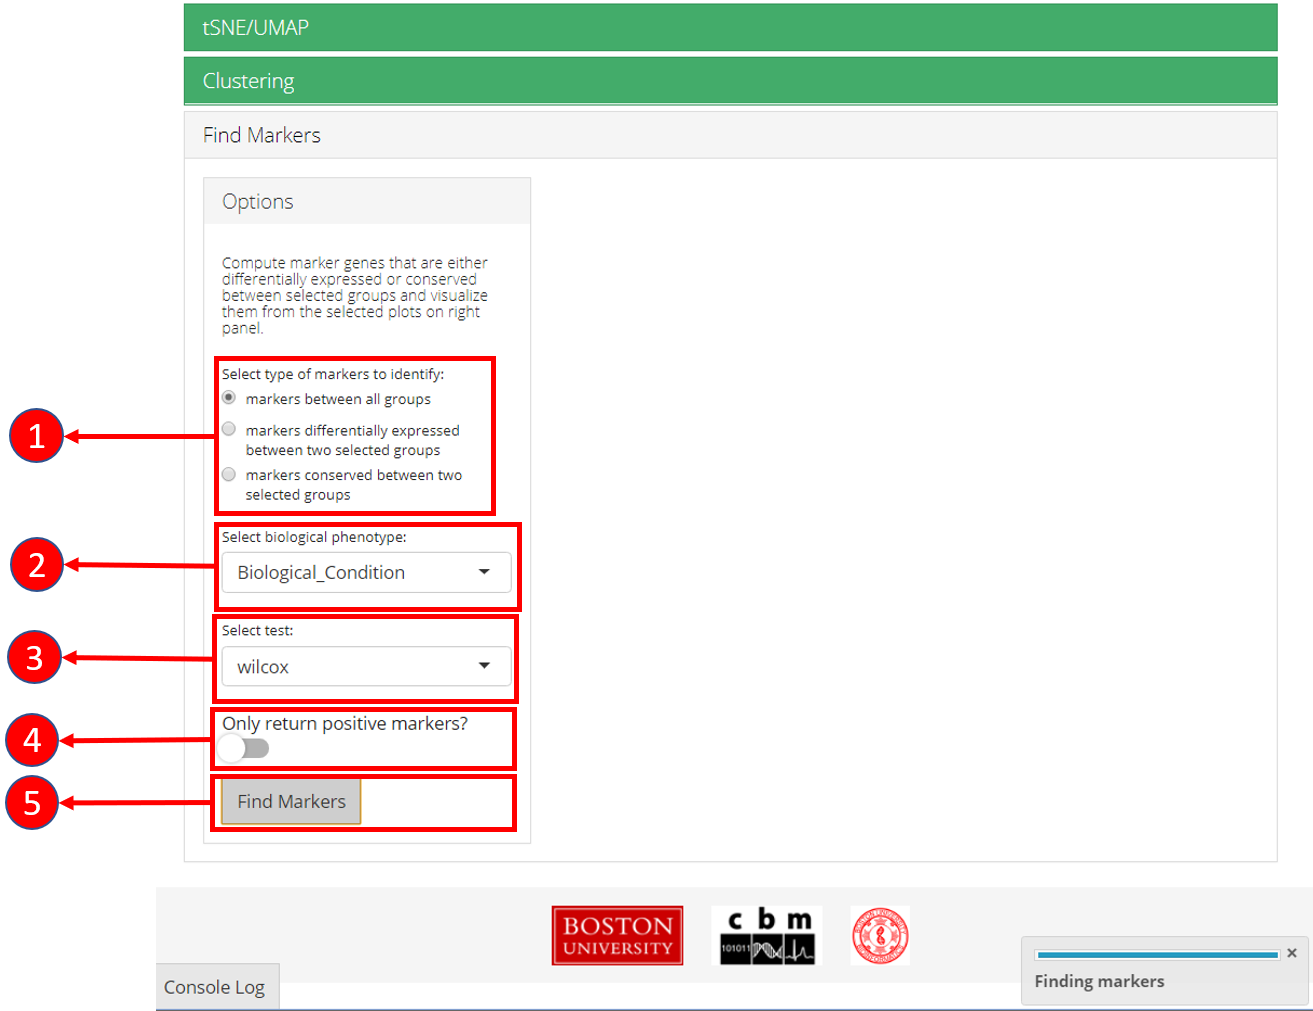 tSNE/UMAP
Clustering
Find Markers
Options
Compute marker genes that are either
differentially expressed or conserved
between selected groups and visualize
them from the selected plots on right
panel.
Select type of markers to identify:
markers between all groups
1
markers differentially expressed
between two selected groups
markers conserved between two
selected groups
Select biological phenotype:
2
Biological_Condition
Select test:
3
wilcox
Only return positive markers?
4
5
Find Markers
BOSTON
UNIVERSITY
cbm
101011
Console Log
×
Finding markers